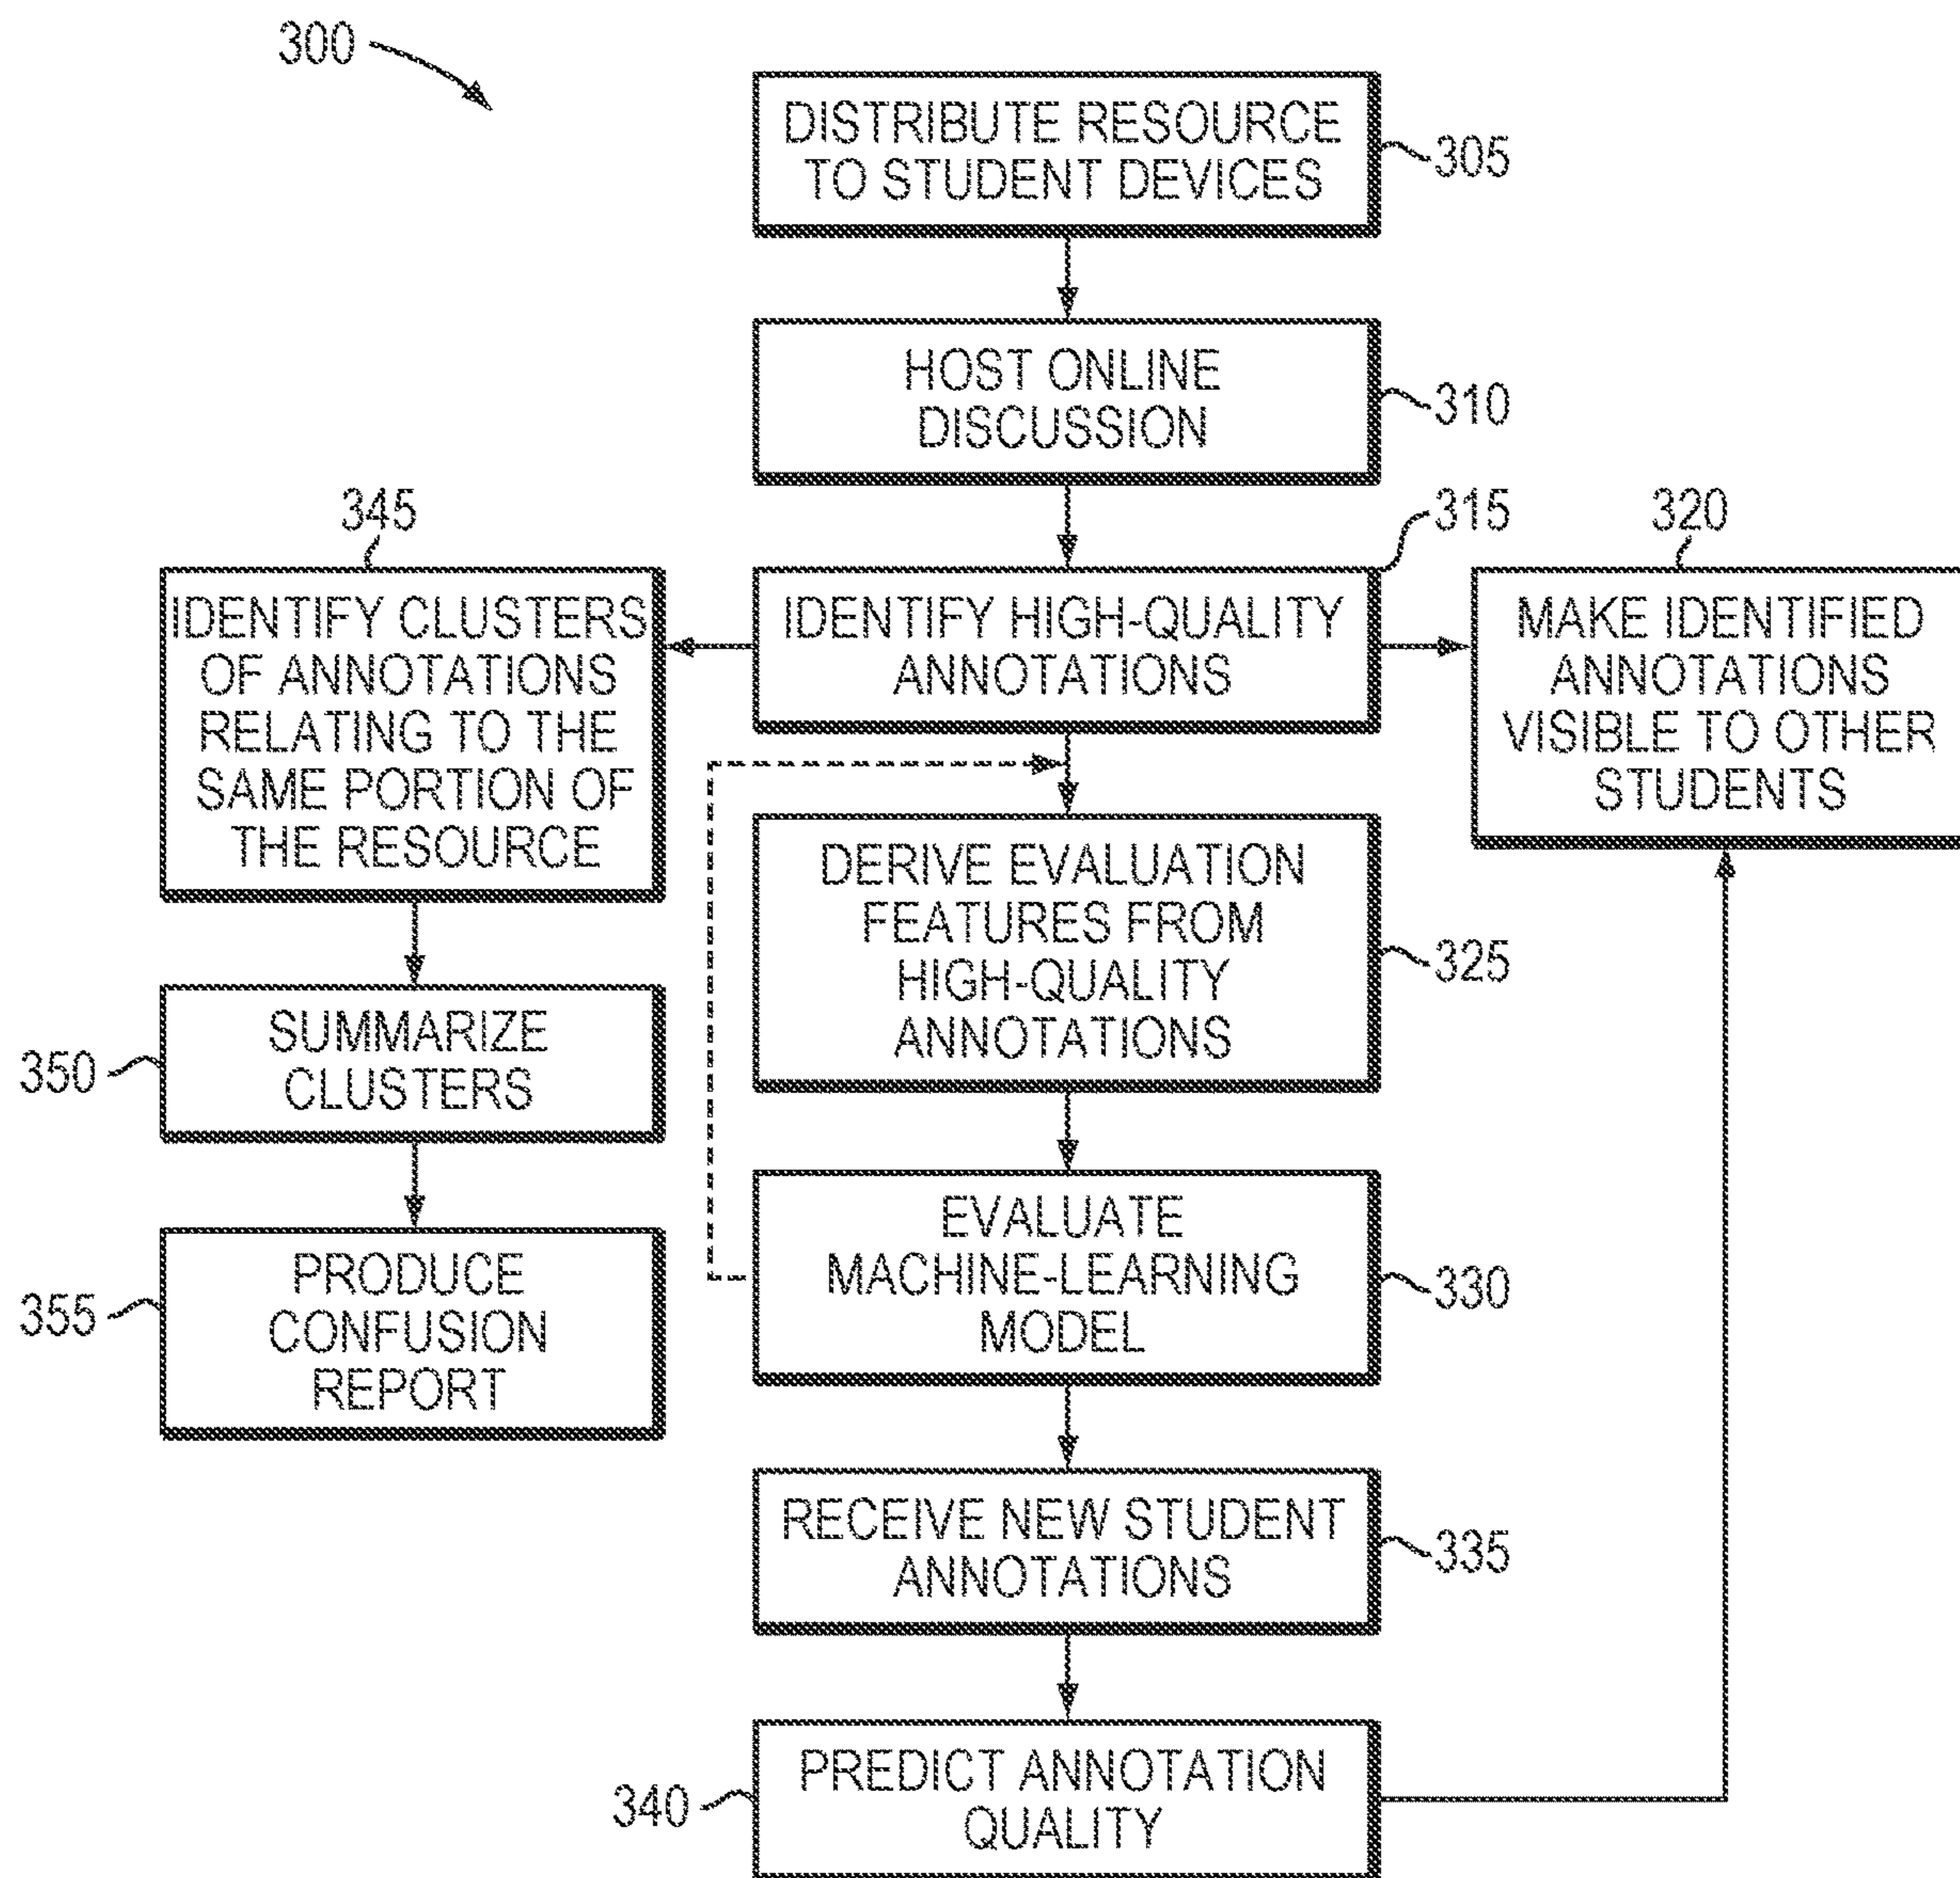 300
DISTRIBUTE RESOURCE
TO STUDENT DEVICES
305
HOST ONLINE
DISCUSSION
310
345
IDENTIFY CLUSTERS
OF ANNOTATIONS
RELATING TO THE
SAME PORTION OF
THE RESOURCE
315
IDENTIFY HIGH-QUALITY
ANNOTATIONS
320
MAKE IDENTIFIED
ANNOTATIONS
VISIBLE TO OTHER
STUDENTS
DERIVE EVALUATION
FEATURES FROM
HIGH-QUALITY
ANNOTATIONS
325
350
SUMMARIZE
CLUSTERS
EVALUATE
MACHINE-LEARNING
MODEL
330
355
PRODUCE
CONFUSION
REPORT
RECEIVE NEW STUDENT
ANNOTATIONS
335
340
PREDICT ANNOTATION
QUALITY